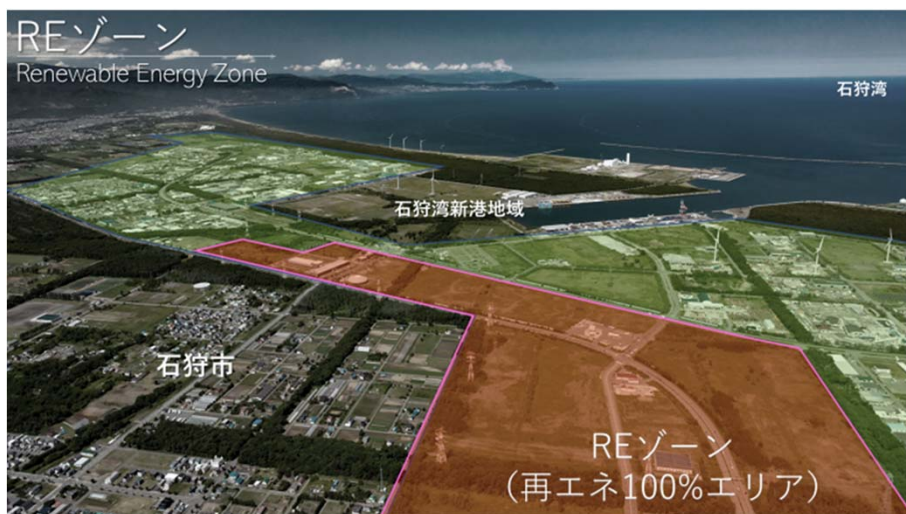 REゾーン
Renewable Energy Zone
石狩湾
石狩湾新港地域
石狩市
REゾーン
（再エネ100%エリア）